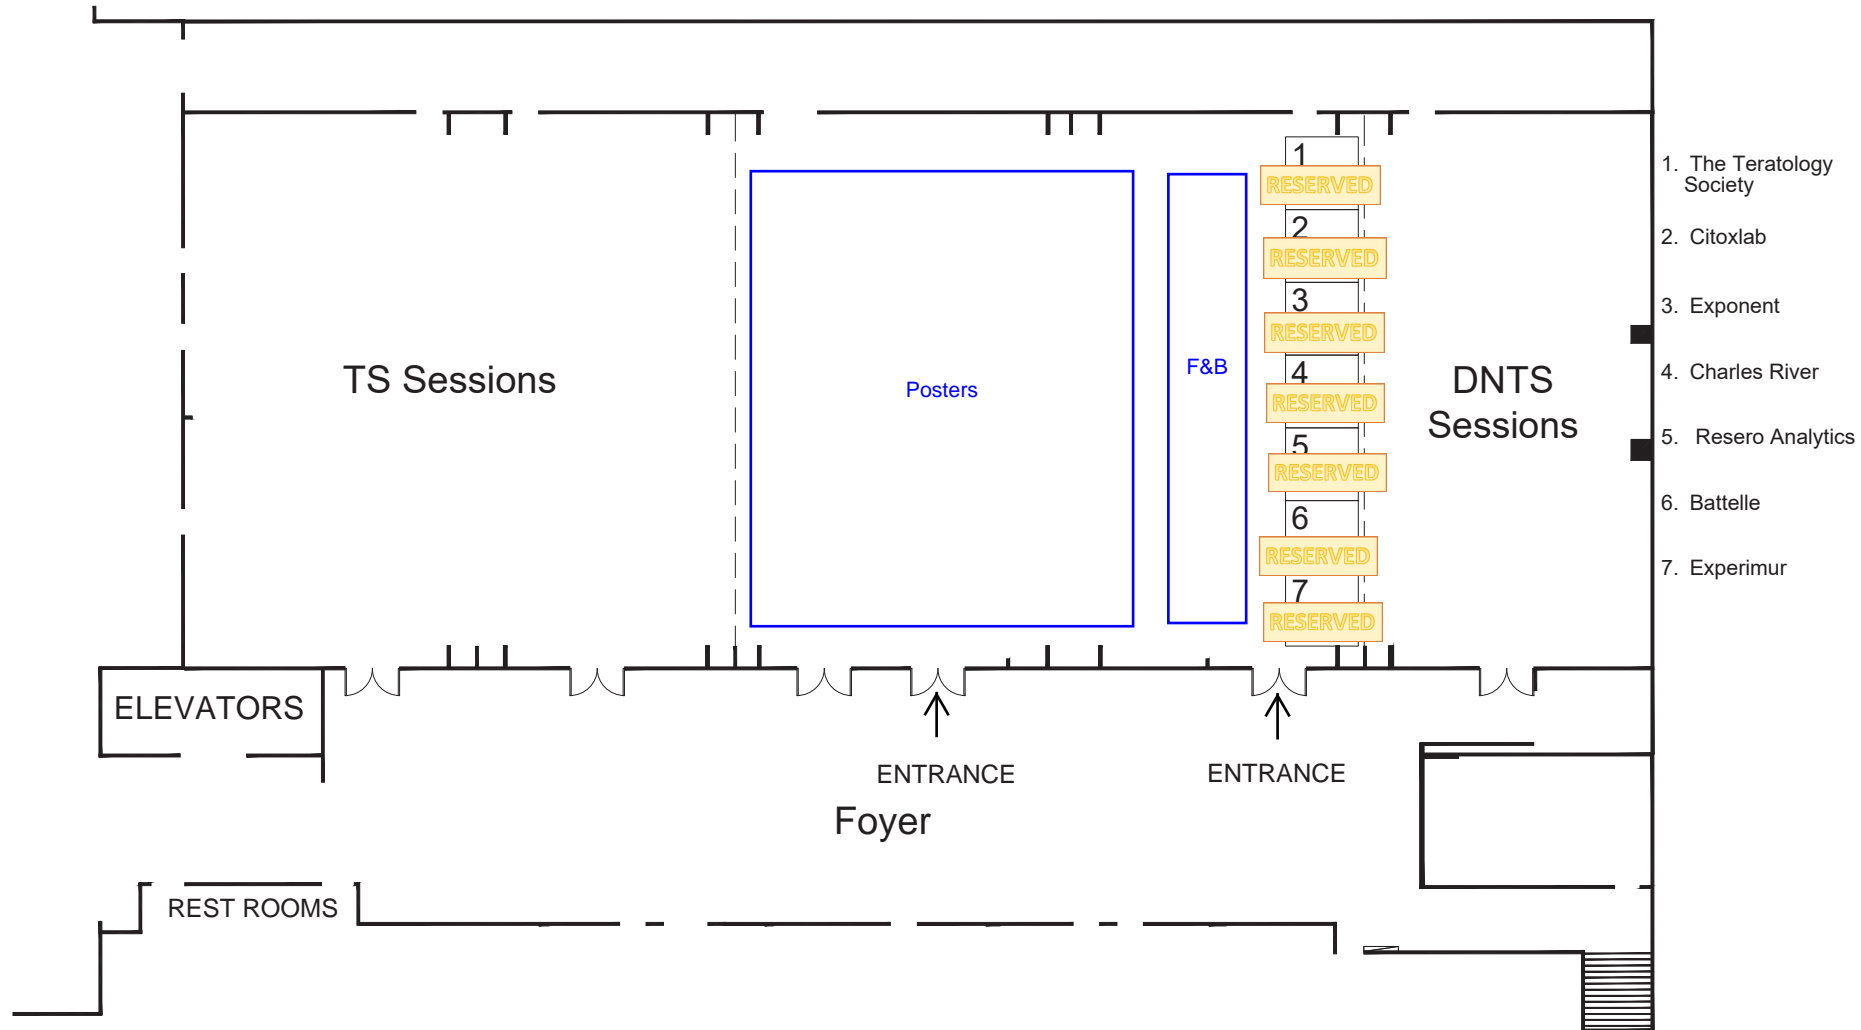 1
RESERVED
2
RESERVED
3
RESERVED
4
RESERVED
5
RESERVED
6
RESERVED
7
RESERVED
TS Sessions
Posters
F&B
DNTS
Sessions
1. The Teratology
Society
2. Citoxlab
3. Exponent
4. Charles River
5. Resero Analytics
6. Battelle
7. Experimur
ELEVATORS
ENTRANCE
ENTRANCE
Foyer
REST ROOMS